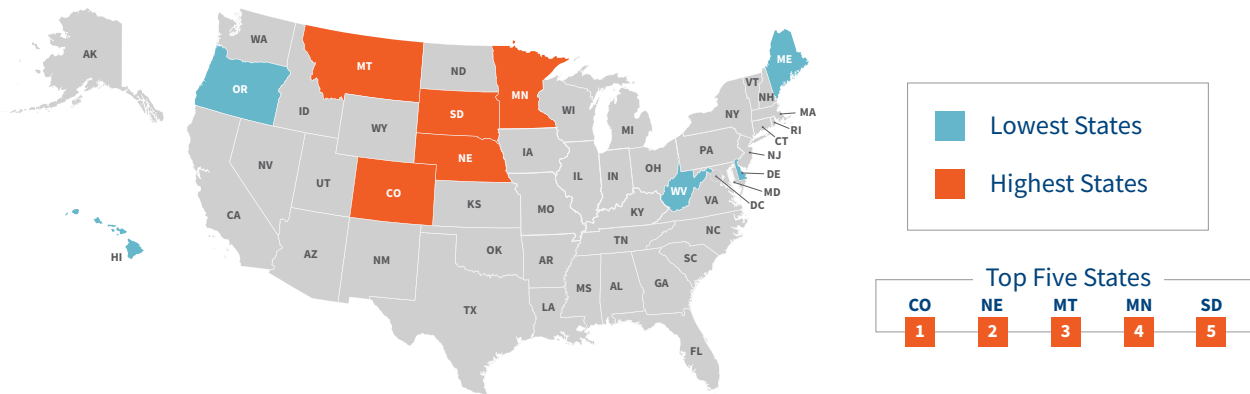 AK
WA
MT
ND
MN
OR
ID
SD
WY
WI
MI
NY
VT
NH
ME
MA
RI
CT
NJ
PA
DE
MD
DC
NE
IA
IL
IN
OH
WV
VA
NV
UT
CO
KS
MO
KY
CA
AZ
NM
OK
AR
TN
NC
SC
MS
AL
GA
TX
LA
FL
HI
Lowest States
Highest States
Top Five States
CO NE MT MN SD
1 2 3 4 5